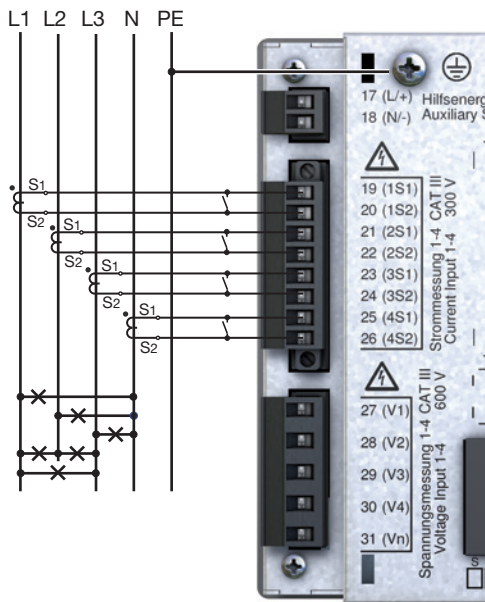 L1 L2 L3 N PE
17 (L/+)
18 (N/-)
Hilfsenerg
Auxiliary S
S1
S2
S1
S2
S1
S2
S1
S2
19 (1S1)
20 (1S2)
21 (2S1)
22 (2S2)
23 (3S1)
24 (3S2)
25 (4S1)
26 (4S2)
Strommessung 1-4 CAT III
Current Input 1-4 300 V
27 (V1)
28 (V2)
29 (V3)
30 (V4)
31 (Vn)
Spannungsmessung 1-4 CAT III
Voltage Input 1-4 600 V
S